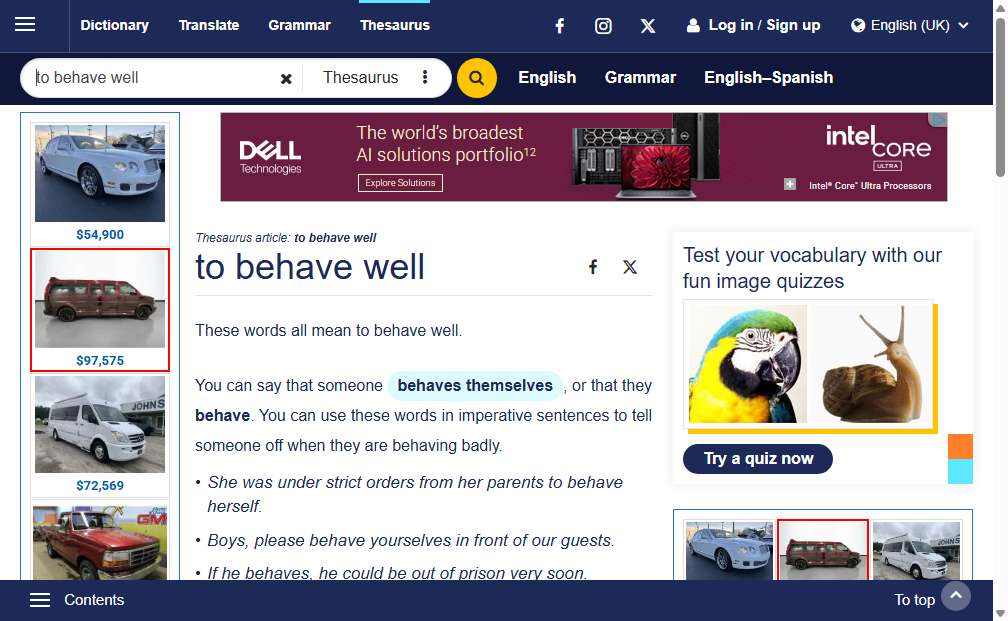 Dictionary Translate Grammar Thesaurus Log in / Sign up English (UK)
to behave well Thesaurus English Grammar English–Spanish
$54,900
$97,575
JOHNS
$72,569
GM
DELL
Technologies
The world's broadest
AI solutions portfolio¹²
Explore Solutions
intel
CORE
ULTRA
Intel® Core™ Ultra Processors
Thesaurus article: to behave well
to behave well
These words all mean to behave well.
You can say that someone behaves themselves , or that they
behave. You can use these words in imperative sentences to tell
someone off when they are behaving badly.
• She was under strict orders from her parents to behave
herself.
• Boys, please behave yourselves in front of our guests.
• If he behaves, he could be out of prison very soon.
Test your vocabulary with our
fun image quizzes
Try a quiz now
JOHNS
Contents To top